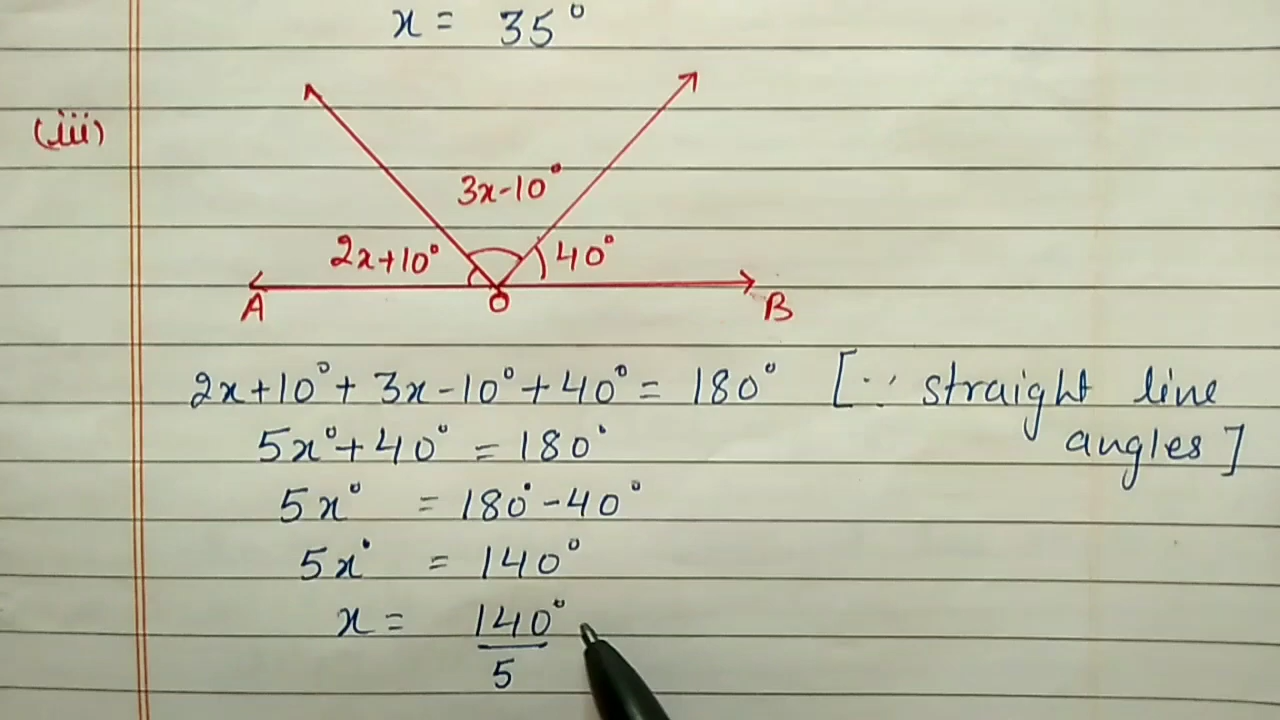 x = 35°
(iii)
3x-10°
2x+10°
40°
A
O
B
2x+10°+3x-10°+40°=180° [∵ straight line
5x°+40° =180° angles]
5x° =180°-40°
5x° = 140°
x = 140°
5